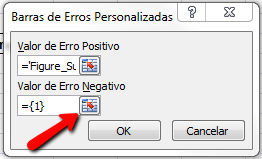 Barras de Erros Personalizadas
Valor de Erro Positivo
='Figure_Su
Valor de Erro Negativo
={1}
OK Cancelar